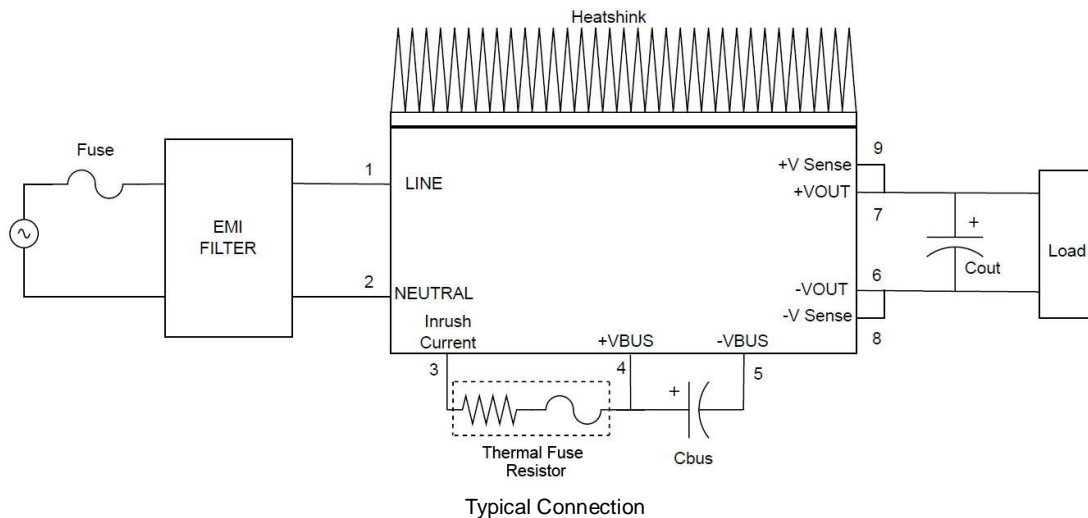 Heatshink
Fuse
EMI
FILTER
1
LINE
2
NEUTRAL
Inrush
Current
3
+VBUS
4
-VBUS
5
9
+V Sense
+VOUT
7
6
-VOUT
-V Sense
8
+
Cout
Load
Thermal Fuse
Resistor
+
Cbus
Typical Connection